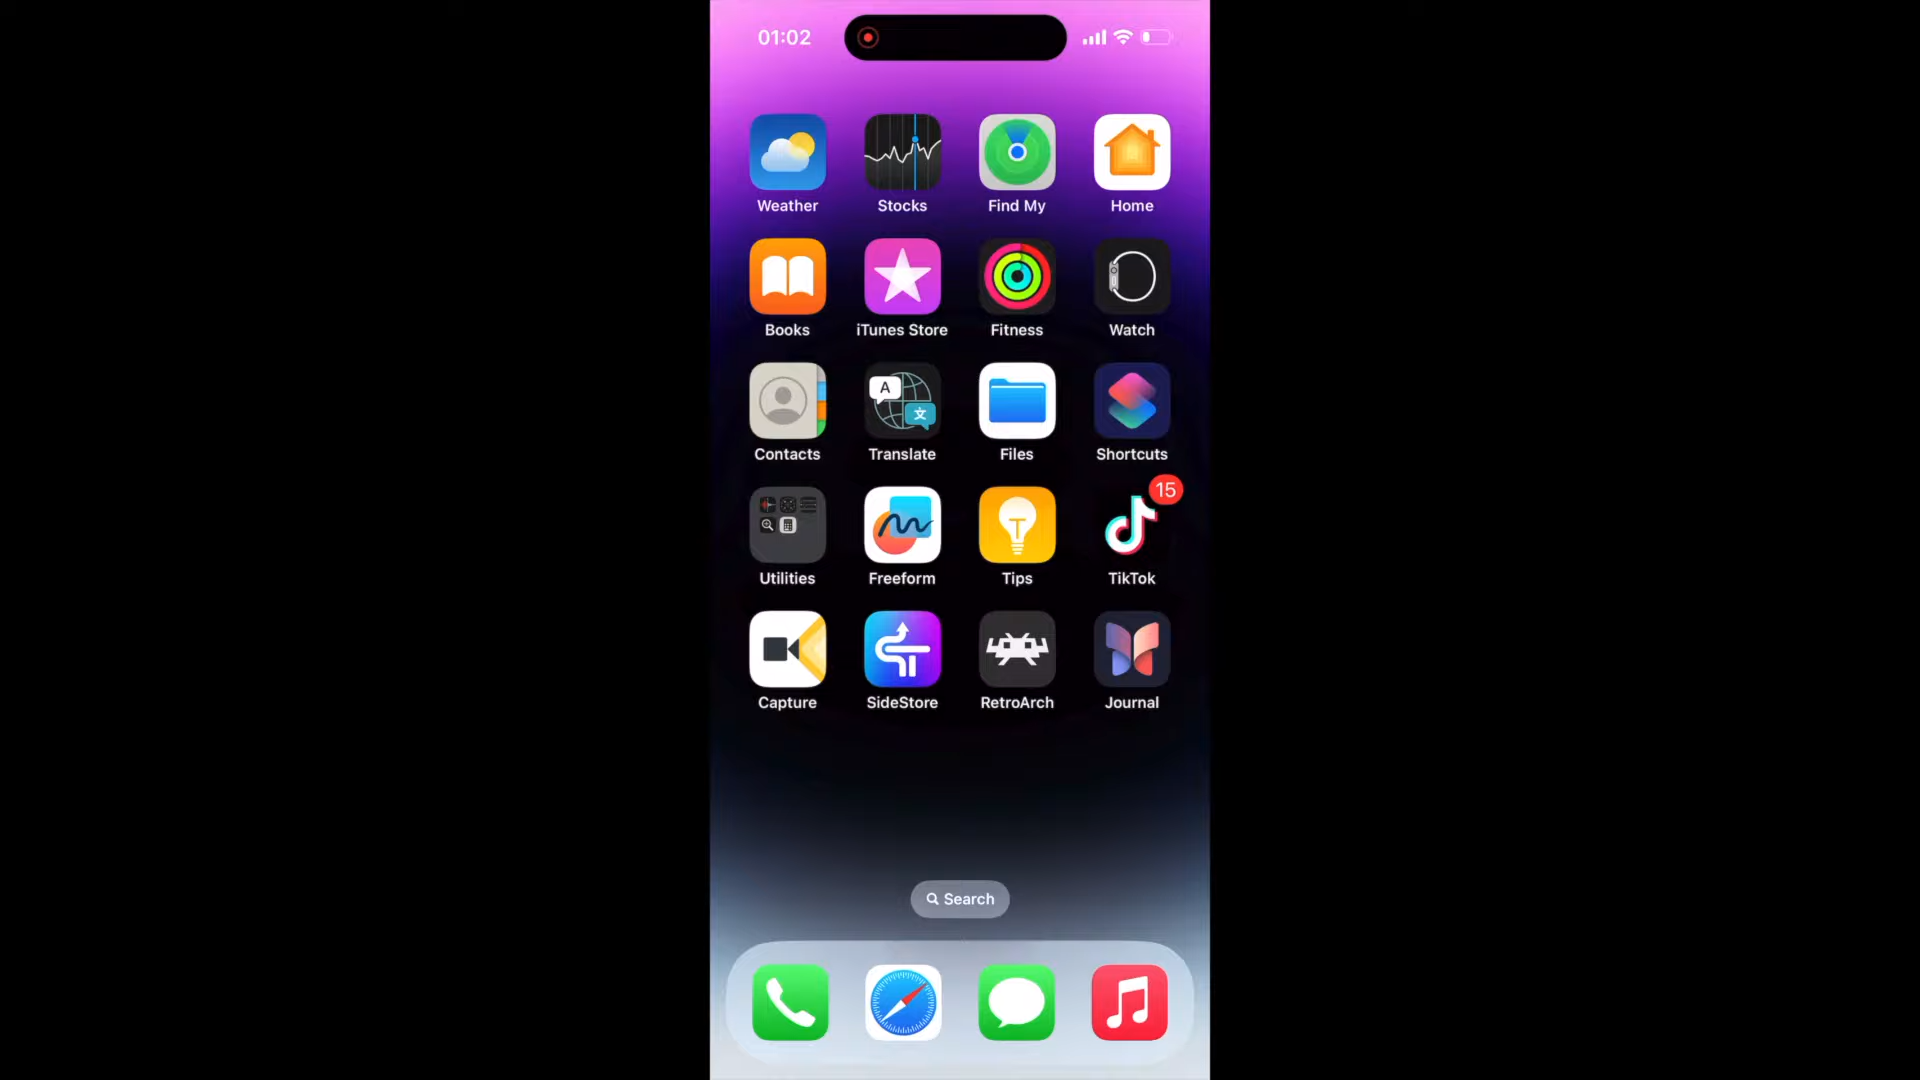 01:02
Weather Stocks Find My Home
Books iTunes Store Fitness Watch
A
文
Contacts Translate Files Shortcuts
15
Utilities Freeform Tips TikTok
Capture SideStore RetroArch Journal
Search